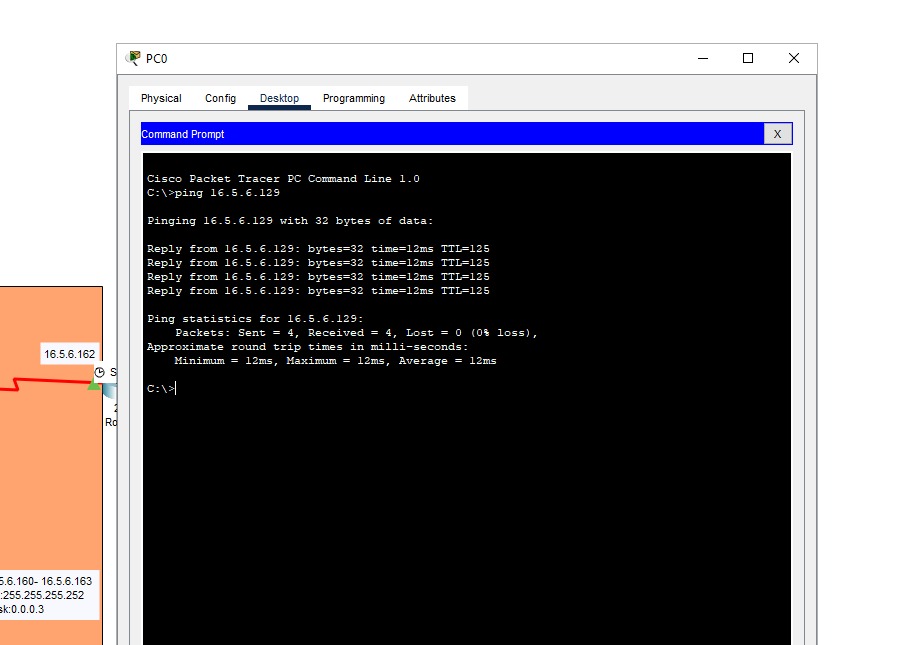 PC0
Physical Config Desktop Programming Attributes
Command Prompt X
Cisco Packet Tracer PC Command Line 1.0
C:\>ping 16.5.6.129
Pinging 16.5.6.129 with 32 bytes of data:
Reply from 16.5.6.129: bytes=32 time=12ms TTL=125
Reply from 16.5.6.129: bytes=32 time=12ms TTL=125
Reply from 16.5.6.129: bytes=32 time=12ms TTL=125
Reply from 16.5.6.129: bytes=32 time=12ms TTL=125
Ping statistics for 16.5.6.129:
Packets: Sent = 4, Received = 4, Lost = 0 (0% loss),
Approximate round trip times in milli-seconds:
Minimum = 12ms, Maximum = 12ms, Average = 12ms
C:\>
16.5.6.162
S
2
Ro
5.6.160- 16.5.6.163
:255.255.255.252
sk:0.0.0.3